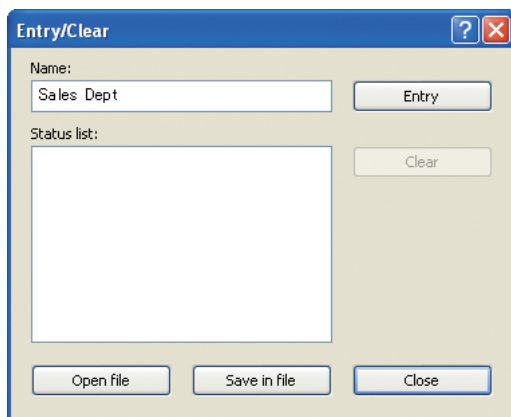 Entry/Clear
Name:
Sales Dept
Entry
Status list:
Clear
Open file
Save in file
Close